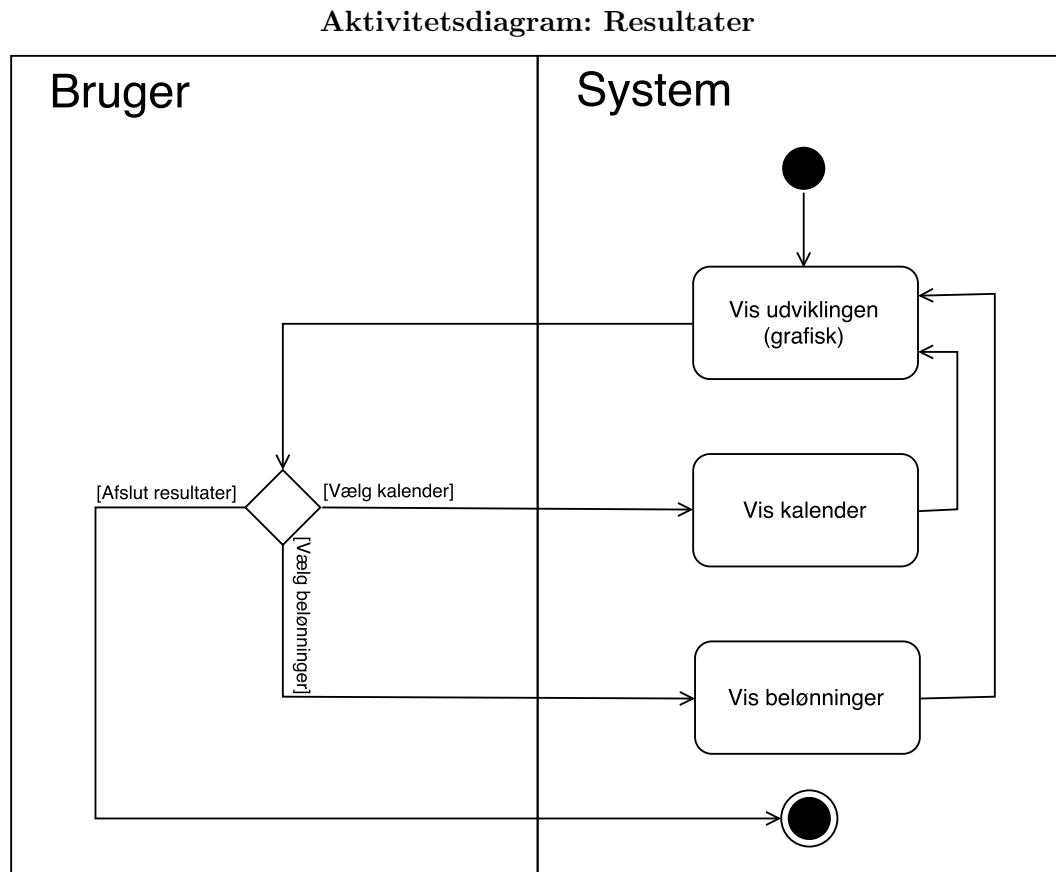 Aktivitetsdiagram: Resultater
Bruger
System
Vis udviklingen
(grafisk)
[Afslut resultater]
[Vælg kalender]
Vis kalender
[Vælg belønninger]
Vis belønninger